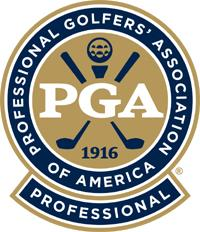 PROFESSIONAL GOLFERS' ASSOCIATION
OF AMERICA
PGA
1916
®
PROFESSIONAL